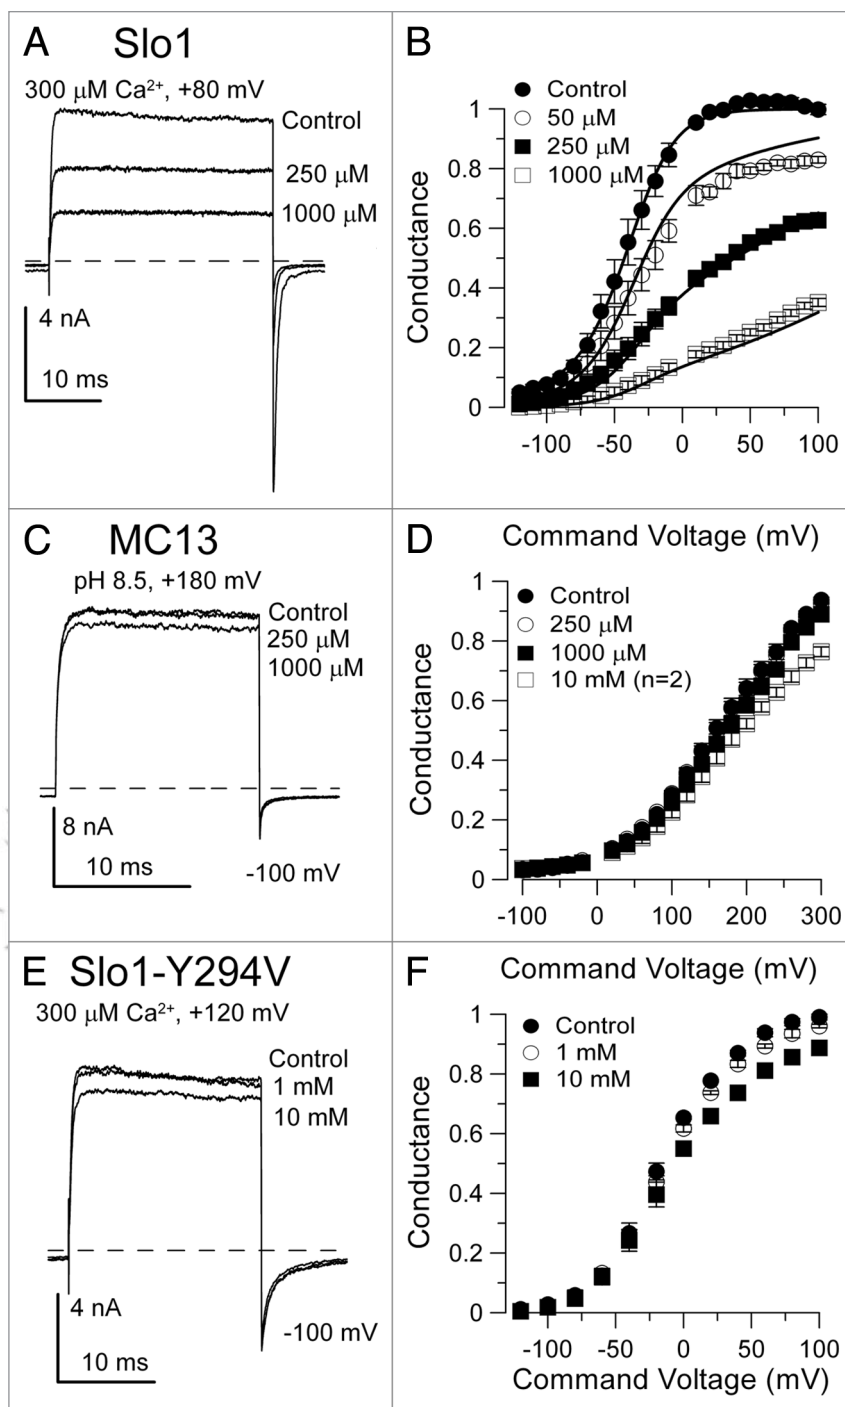 A
Slo1
300 µM Ca²⁺, +80 mV
Control
250 µM
1000 µM
4 nA
10 ms
B
Control
50 µM
250 µM
1000 µM
Conductance
1
0.8
0.6
0.4
0.2
0
-100
-50
0
50
100
Command Voltage (mV)
C
MC13
pH 8.5, +180 mV
Control
250 µM
1000 µM
8 nA
10 ms
-100 mV
D
Control
250 µM
1000 µM
10 mM (n=2)
Conductance
1
0.8
0.6
0.4
0.2
0
-100
0
100
200
300
Command Voltage (mV)
E
Slo1-Y294V
300 µM Ca²⁺, +120 mV
Control
1 mM
10 mM
4 nA
10 ms
-100 mV
F
Control
1 mM
10 mM
Conductance
1
0.8
0.6
0.4
0.2
0
-100
-50
0
50
100
Command Voltage (mV)